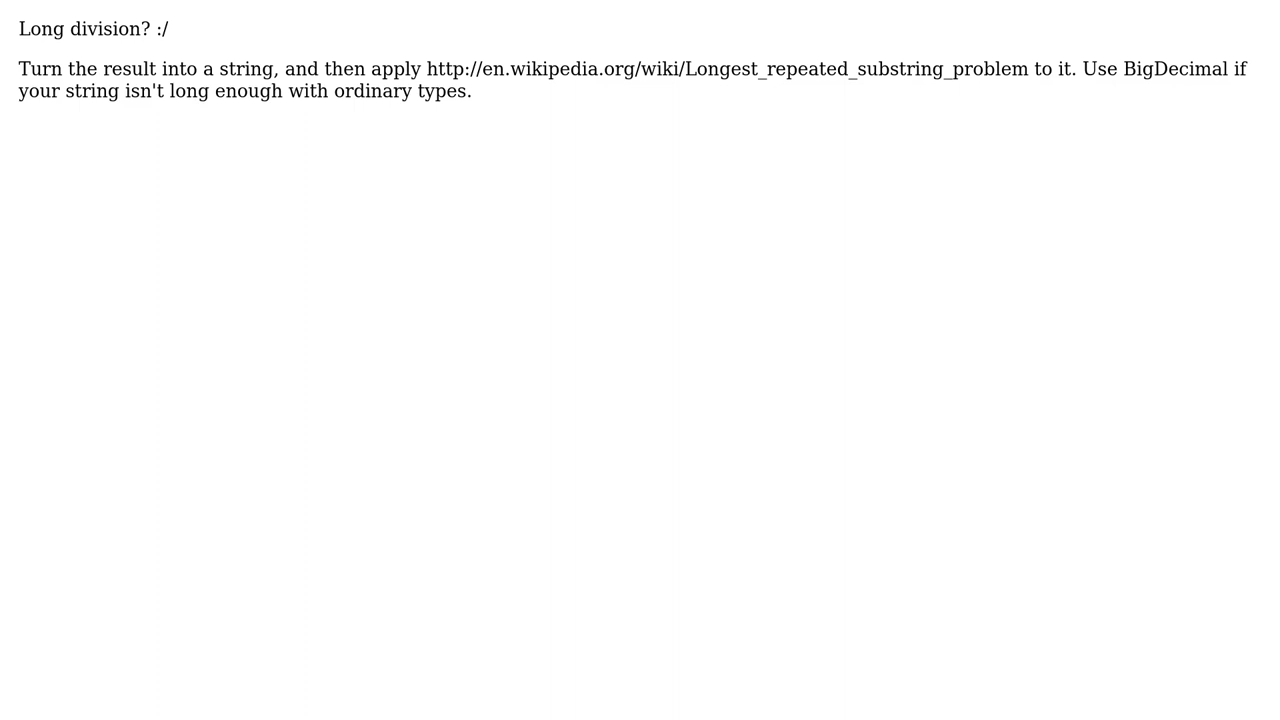 Long division? :/
Turn the result into a string, and then apply http://en.wikipedia.org/wiki/Longest_repeated_substring_problem to it. Use BigDecimal if
your string isn't long enough with ordinary types.